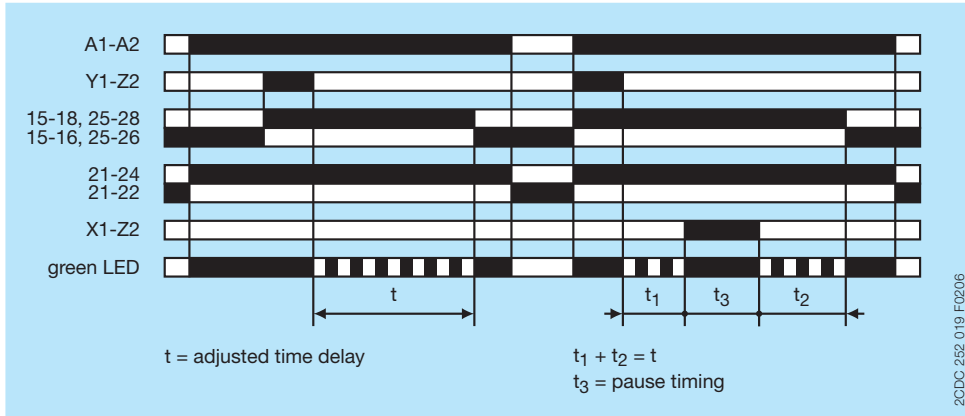 A1-A2
Y1-Z2
15-18, 25-28
15-16, 25-26
21-24
21-22
X1-Z2
green LED
t
t1
t3
t2
t = adjusted time delay
t1 + t2 = t
t3 = pause timing
2CDC 252 019 F0206